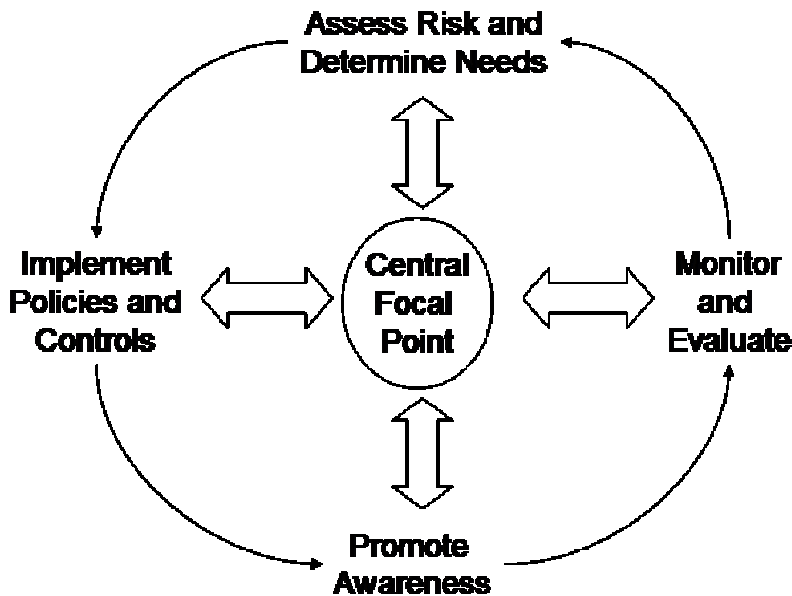 Assess Risk and
Determine Needs
Implement
Policies and
Controls
Central
Focal
Point
Monitor
and
Evaluate
Promote
Awareness